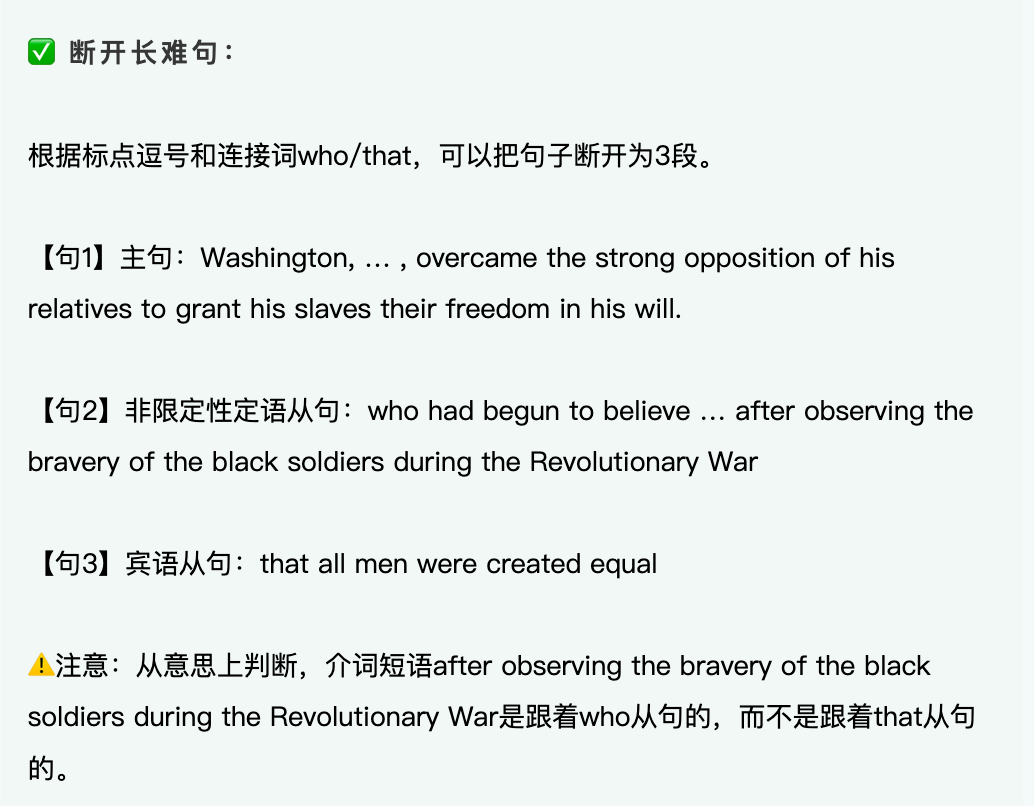 ✅ 断开长难句：
根据标点逗号和连接词who/that，可以把句子断开为3段。
【句1】主句：Washington, … , overcame the strong opposition of his
relatives to grant his slaves their freedom in his will.
【句2】非限定性定语从句：who had begun to believe … after observing the
bravery of the black soldiers during the Revolutionary War
【句3】宾语从句：that all men were created equal
⚠️注意：从意思上判断，介词短语after observing the bravery of the black
soldiers during the Revolutionary War是跟着who从句的，而不是跟着that从句
的。